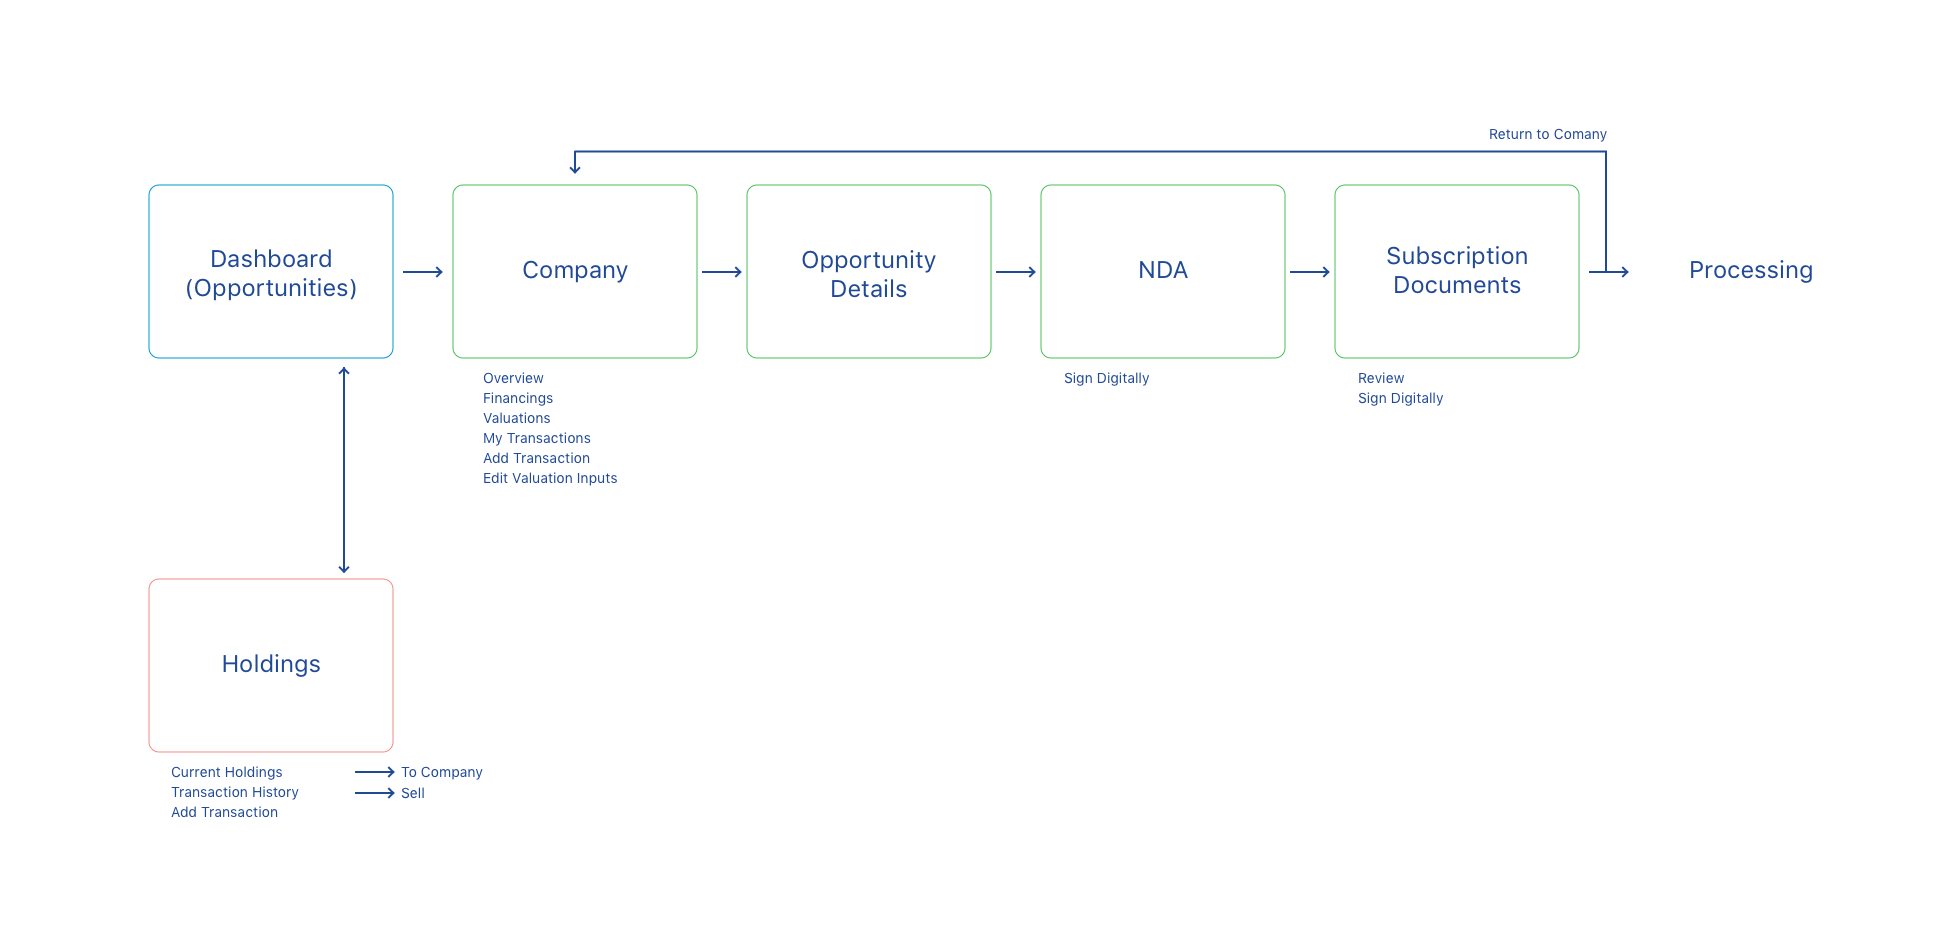 Return to Comany
Dashboard
(Opportunities)
Company
Opportunity
Details
NDA
Subscription
Documents
Processing
Overview
Financings
Valuations
My Transactions
Add Transaction
Edit Valuation Inputs
Sign Digitally
Review
Sign Digitally
Holdings
Current Holdings
To Company
Transaction History
Sell
Add Transaction